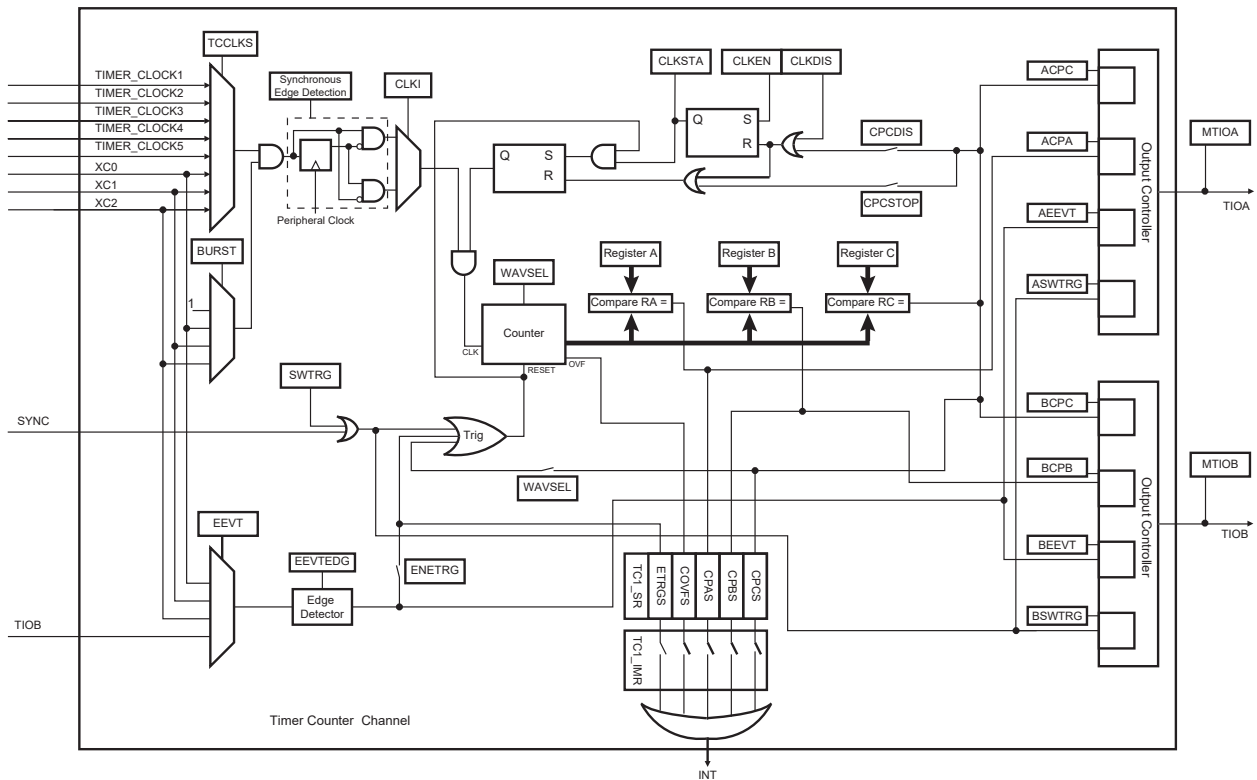 TCCLKS
TIMER_CLOCK1
TIMER_CLOCK2
TIMER_CLOCK3
TIMER_CLOCK4
TIMER_CLOCK5
XC0
XC1
XC2
Synchronous
Edge Detection
CLKI
Peripheral Clock
BURST
1
CLKSTA
CLKEN
CLKDIS
Q
S
R
Q
S
R
CPCDIS
CPCSTOP
ACPC
ACPA
AEEVT
ASWTRG
Output Controller
MTIOA
TIOA
Register A
Register B
Register C
Compare RA =
Compare RB =
Compare RC =
WAVSEL
Counter
CLK
RESET
OVF
SWTRG
SYNC
Trig
WAVSEL
BCPC
BCPB
BEEVT
BSWTRG
Output Controller
MTIOB
TIOB
EEVT
EEVTEDG
Edge
Detector
ENETRG
TIOB
TC1_SR
ETRGS
COVFS
CPAS
CPBS
CPCS
TC1_IMR
Timer Counter Channel
INT